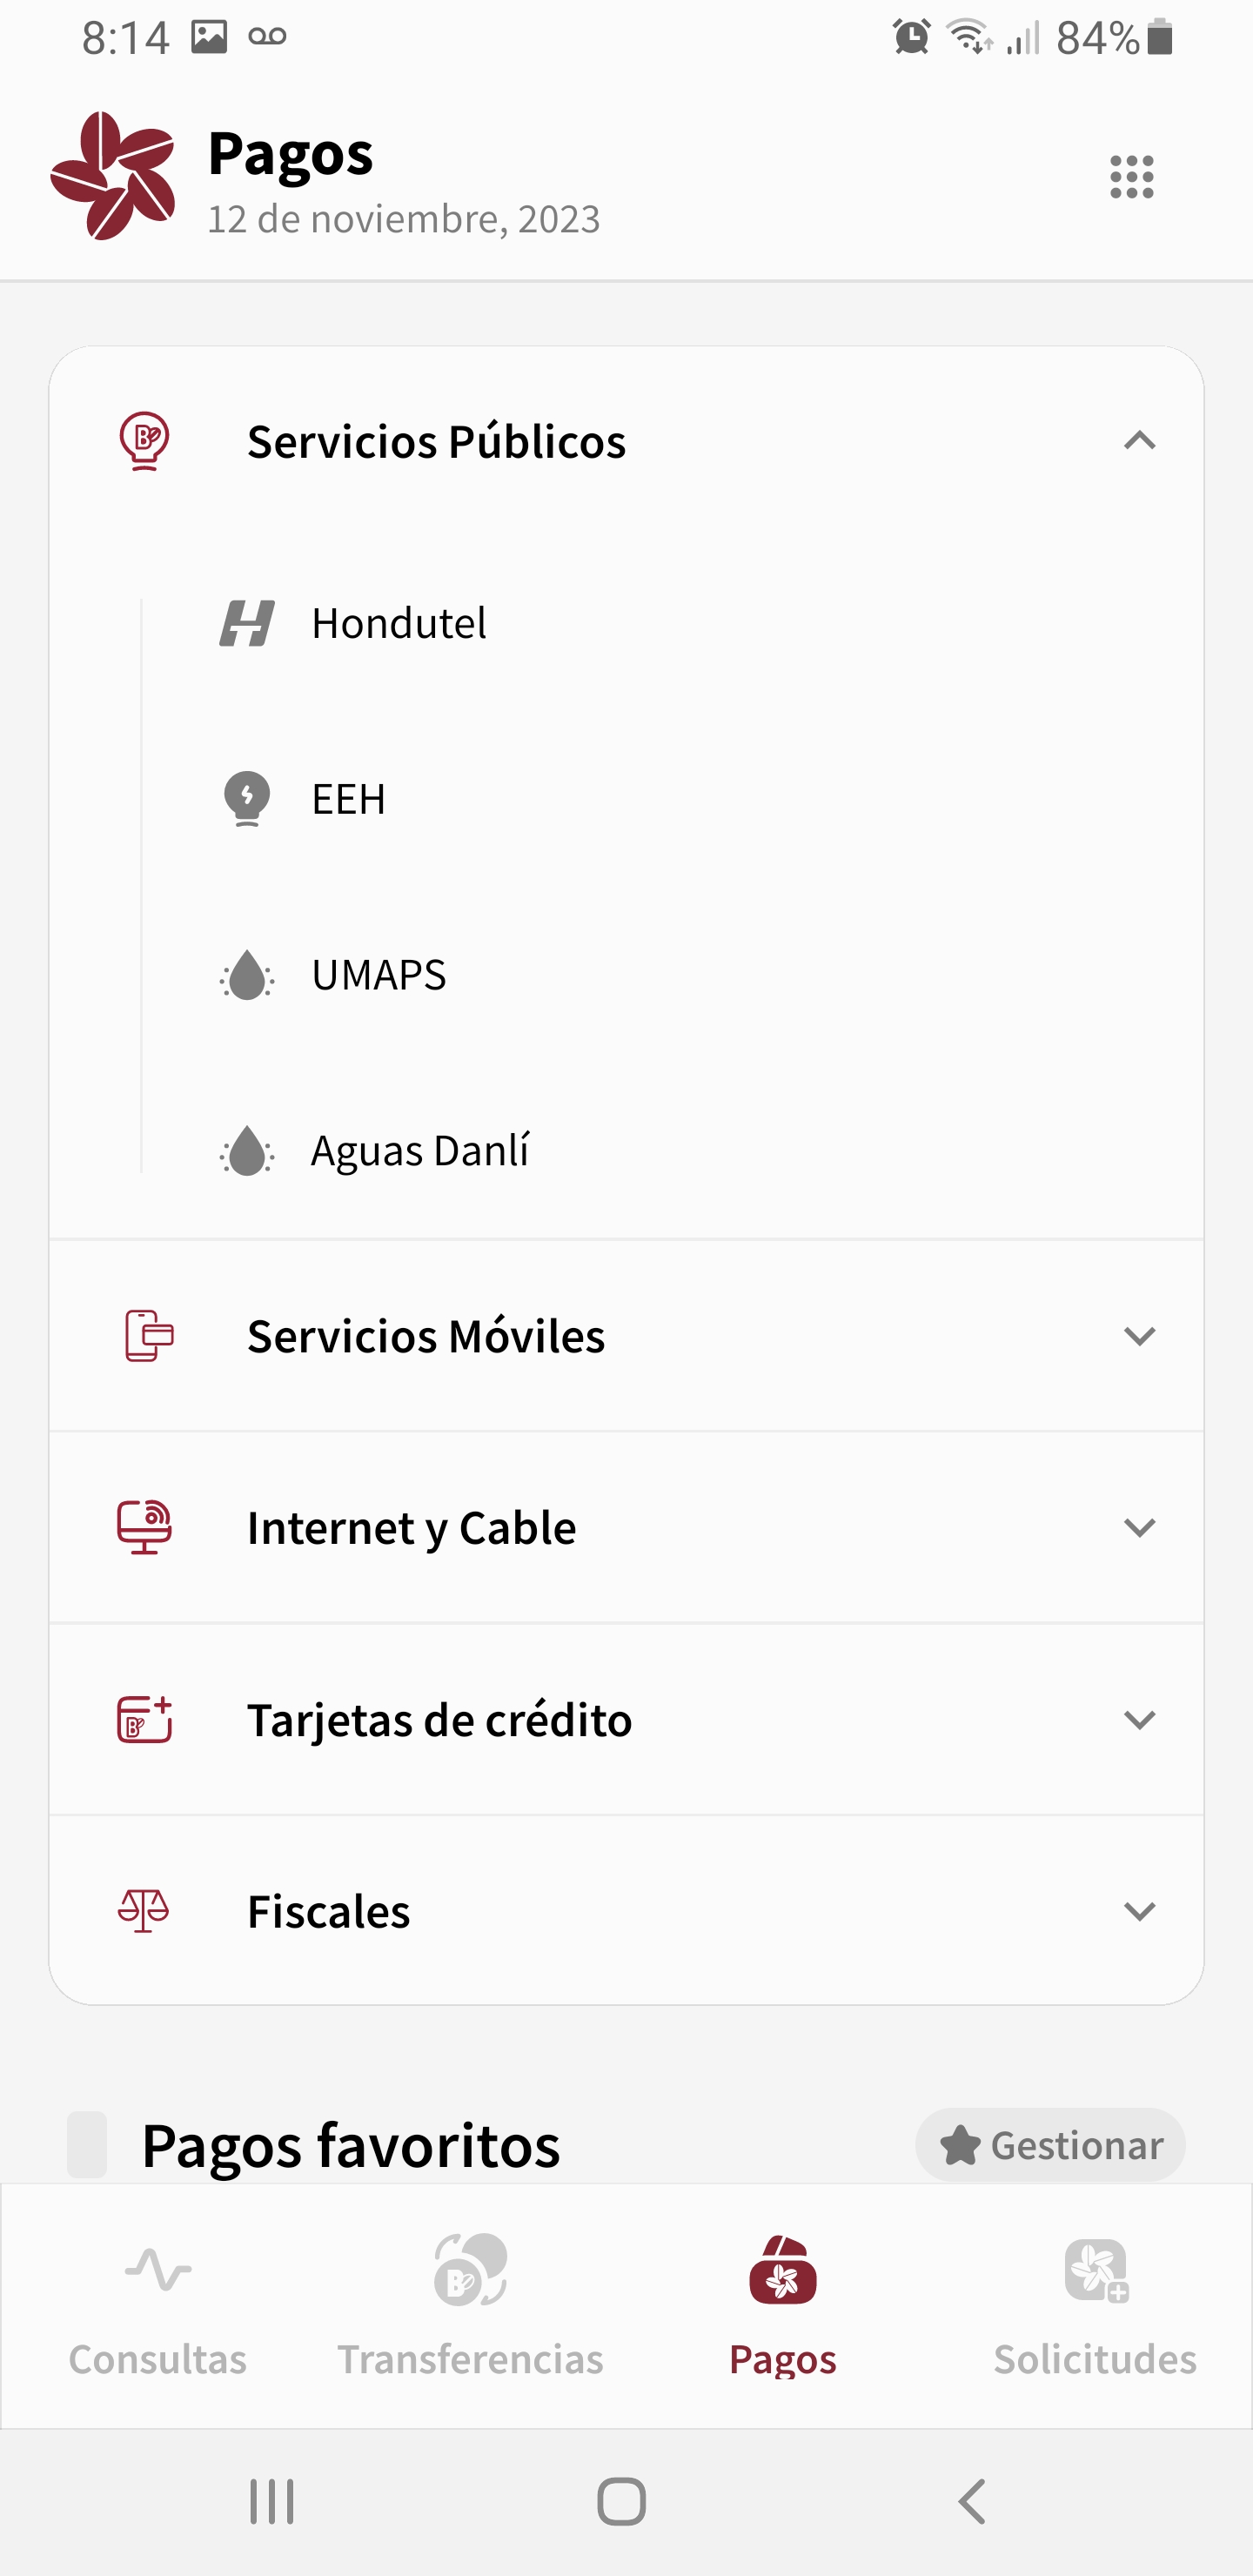 8:14 84%
Pagos
12 de noviembre, 2023
Servicios Públicos
Hondutel
EEH
UMAPS
Aguas Danlí
Servicios Móviles
Internet y Cable
Tarjetas de crédito
Fiscales
Pagos favoritos Gestionar
Consultas Transferencias Pagos Solicitudes